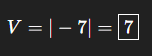 V = | − 7| = 7